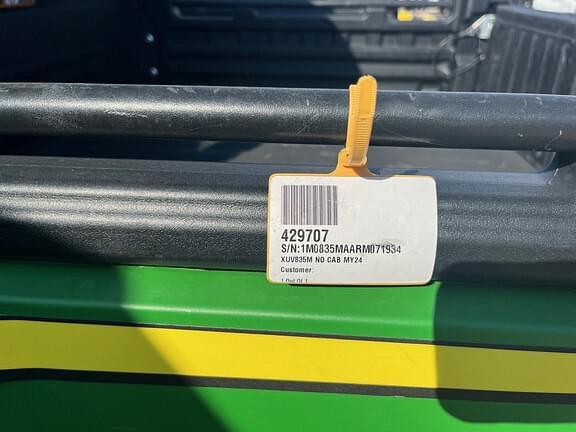 429707
S/N:1M0835MAARM071934
XUV835M NO CAB MY24
Customer:
1 Out Of 1